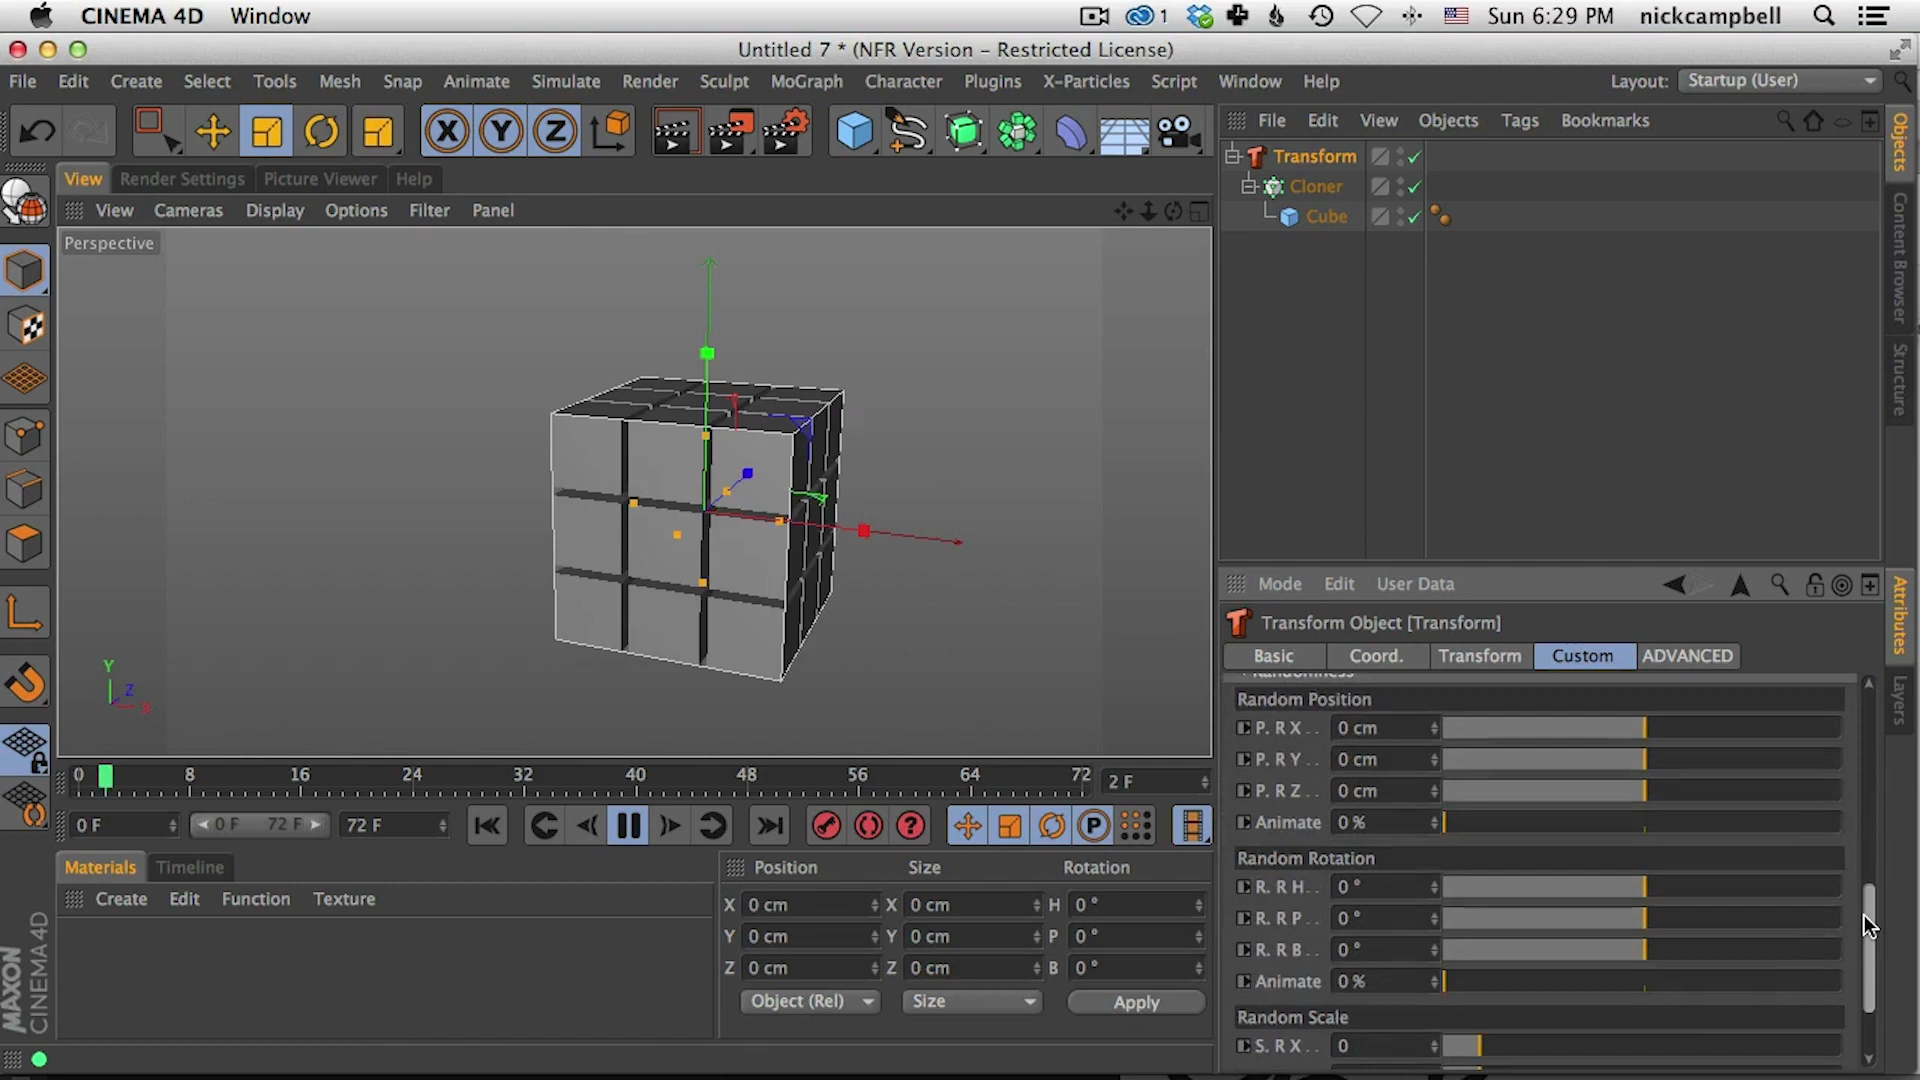 CINEMA 4D Window
1 Sun 6:29 PM nickcampbell
Untitled 7 * (NFR Version - Restricted License)
File Edit Create Select Tools Mesh Snap Animate Simulate Render Sculpt MoGraph Character Plugins X-Particles Script Window Help
Layout: Startup (User)
X Y Z
View Render Settings Picture Viewer Help
View Cameras Display Options Filter Panel
Perspective
Y
Z
X
0 8 16 24 32 40 48 56 64 72 2 F
0 F 0 F 72 F 72 F
P
Materials Timeline
Create Edit Function Texture
Position Size Rotation
X 0 cm X 0 cm H 0 °
Y 0 cm Y 0 cm P 0 °
Z 0 cm Z 0 cm B 0 °
Object (Rel) Size Apply
MAXON
CINEMA 4D
File Edit View Objects Tags Bookmarks
Transform
Cloner
Cube
Objects
Content Browser
Structure
Mode Edit User Data
Transform Object [Transform]
Basic Coord. Transform Custom ADVANCED
Randomness
Random Position
P. R X . . 0 cm
P. R Y . . 0 cm
P. R Z . . 0 cm
Animate 0 %
Random Rotation
R. R H. . 0 °
R. R P. . 0 °
R. R B. . 0 °
Animate 0 %
Random Scale
S. R X . . 0
Attributes
Layers